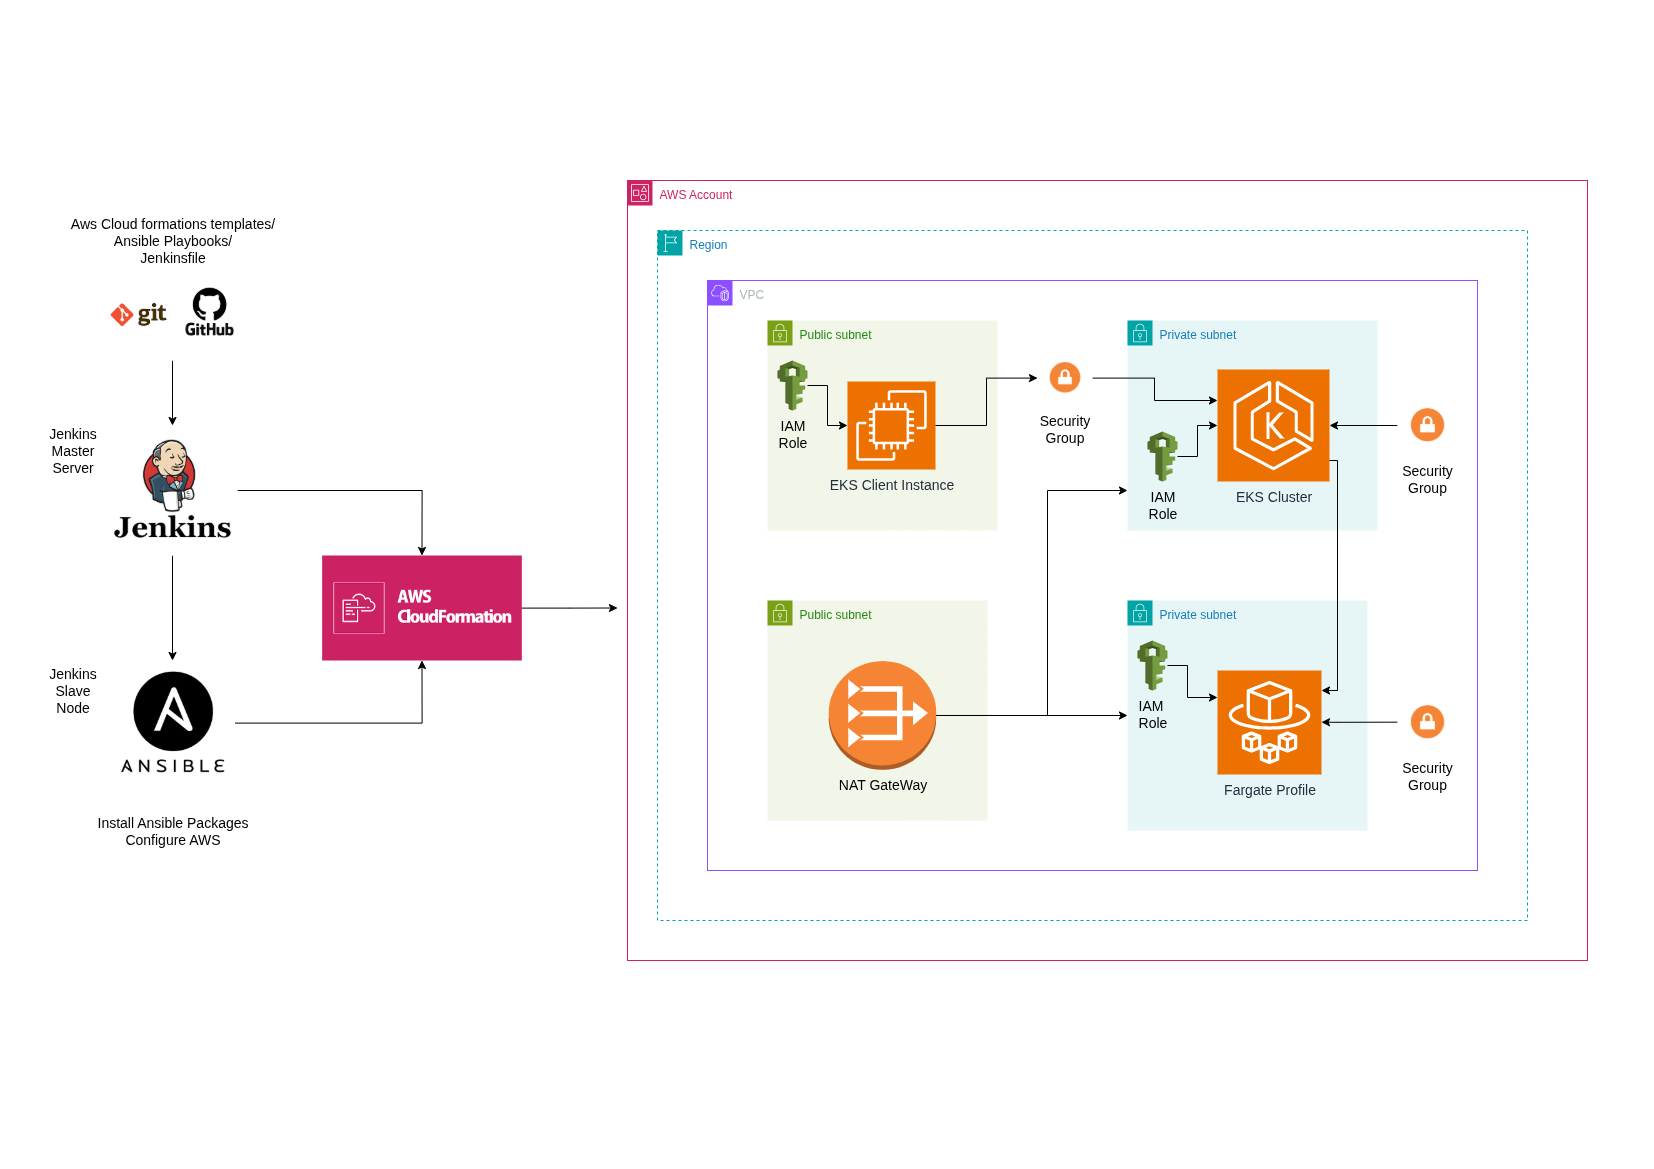 Aws Cloud formations templates/
Ansible Playbooks/
Jenkinsfile
git
GitHub
Jenkins
Master
Server
Jenkins
Jenkins
Slave
Node
ANSIBLE
Install Ansible Packages
Configure AWS
AWS
CloudFormation
AWS Account
Region
VPC
Public subnet
IAM
Role
EKS Client Instance
Security
Group
Private subnet
IAM
Role
K
EKS Cluster
Security
Group
Public subnet
NAT GateWay
Private subnet
IAM
Role
Fargate Profile
Security
Group